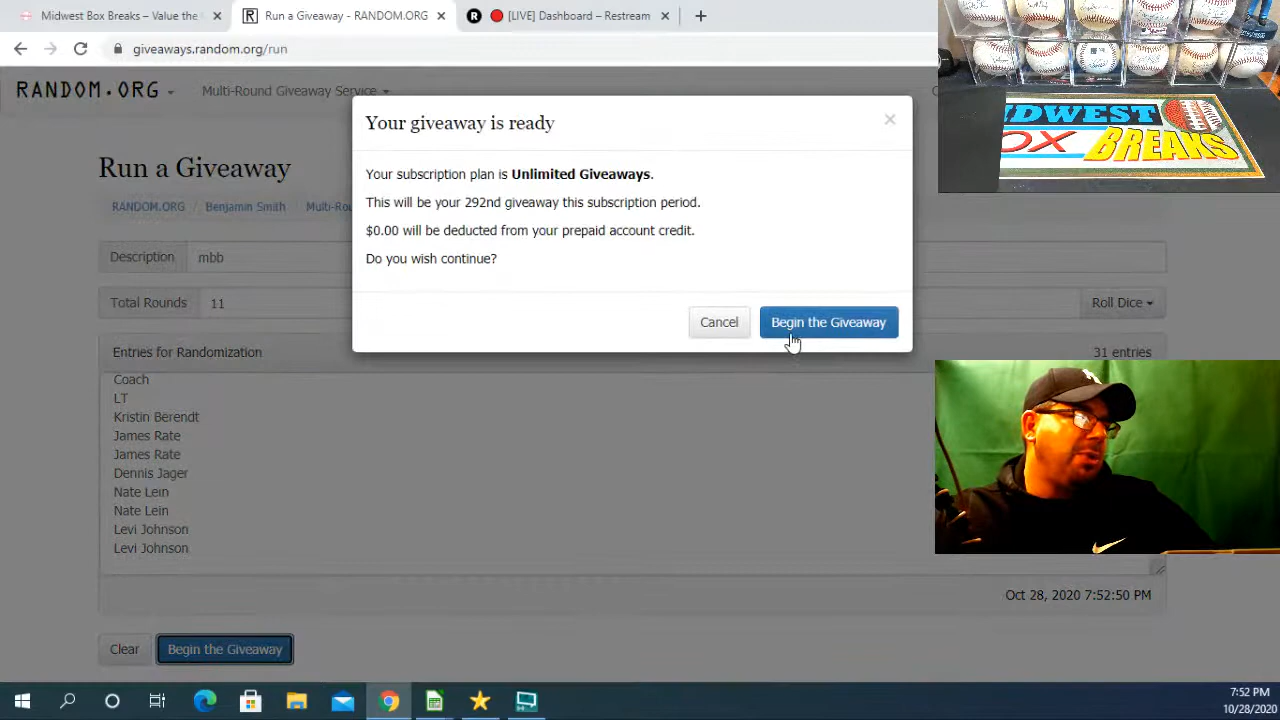 Midwest Box Breaks – Value the
Run a Giveaway - RANDOM.ORG
[LIVE] Dashboard – Restream
giveaways.random.org/run
RANDOM.ORG
Multi-Round Giveaway Service
Your giveaway is ready
Your subscription plan is Unlimited Giveaways.
This will be your 292nd giveaway this subscription period.
$0.00 will be deducted from your prepaid account credit.
Do you wish continue?
Cancel
Begin the Giveaway
Run a Giveaway
RANDOM.ORG
Benjamin Smith
Multi-Rou
Description
mbb
Total Rounds
11
Roll Dice
Entries for Randomization
31 entries
Coach
LT
Kristin Berendt
James Rate
James Rate
Dennis Jager
Nate Lein
Nate Lein
Levi Johnson
Levi Johnson
Oct 28, 2020 7:52:50 PM
Clear
Begin the Giveaway
IDWEST
OX BREAKS
7:52 PM
10/28/2020